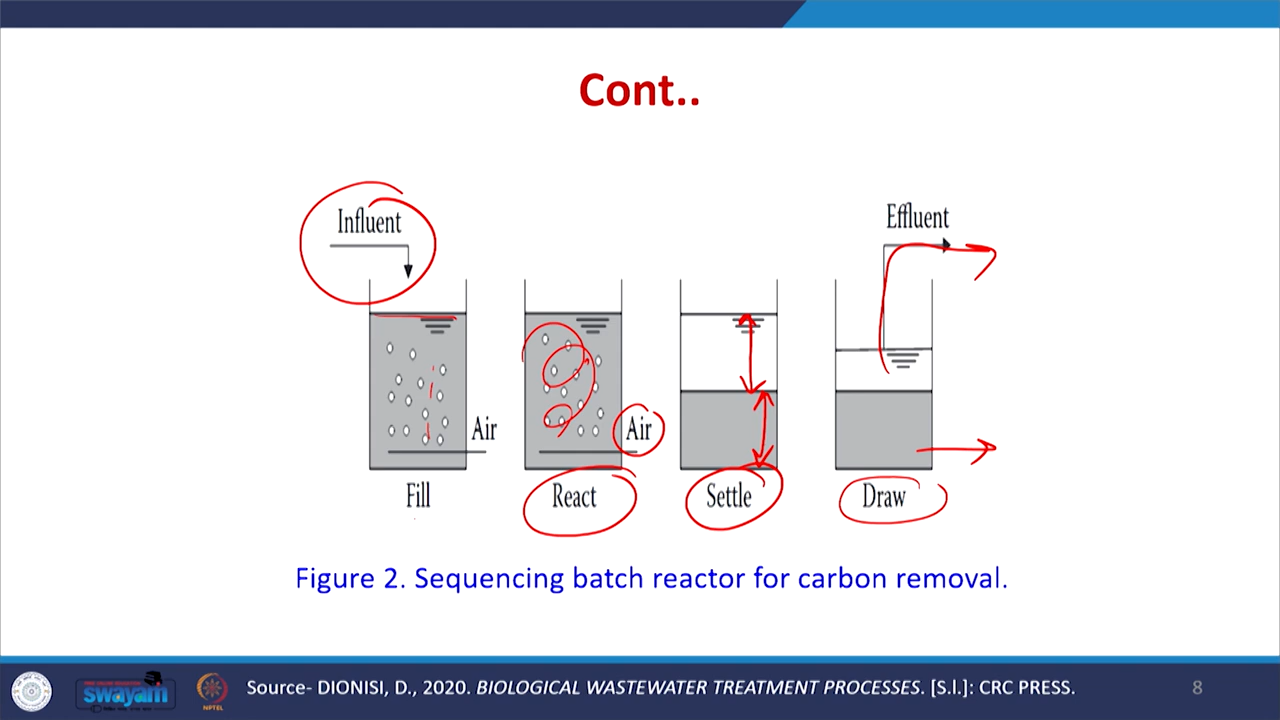 Cont..
Influent
Effluent
Air
Air
Fill
React
Settle
Draw
Figure 2. Sequencing batch reactor for carbon removal.
swayam
NPTEL
Source- DIONISI, D., 2020. BIOLOGICAL WASTEWATER TREATMENT PROCESSES. [S.l.]: CRC PRESS.
8